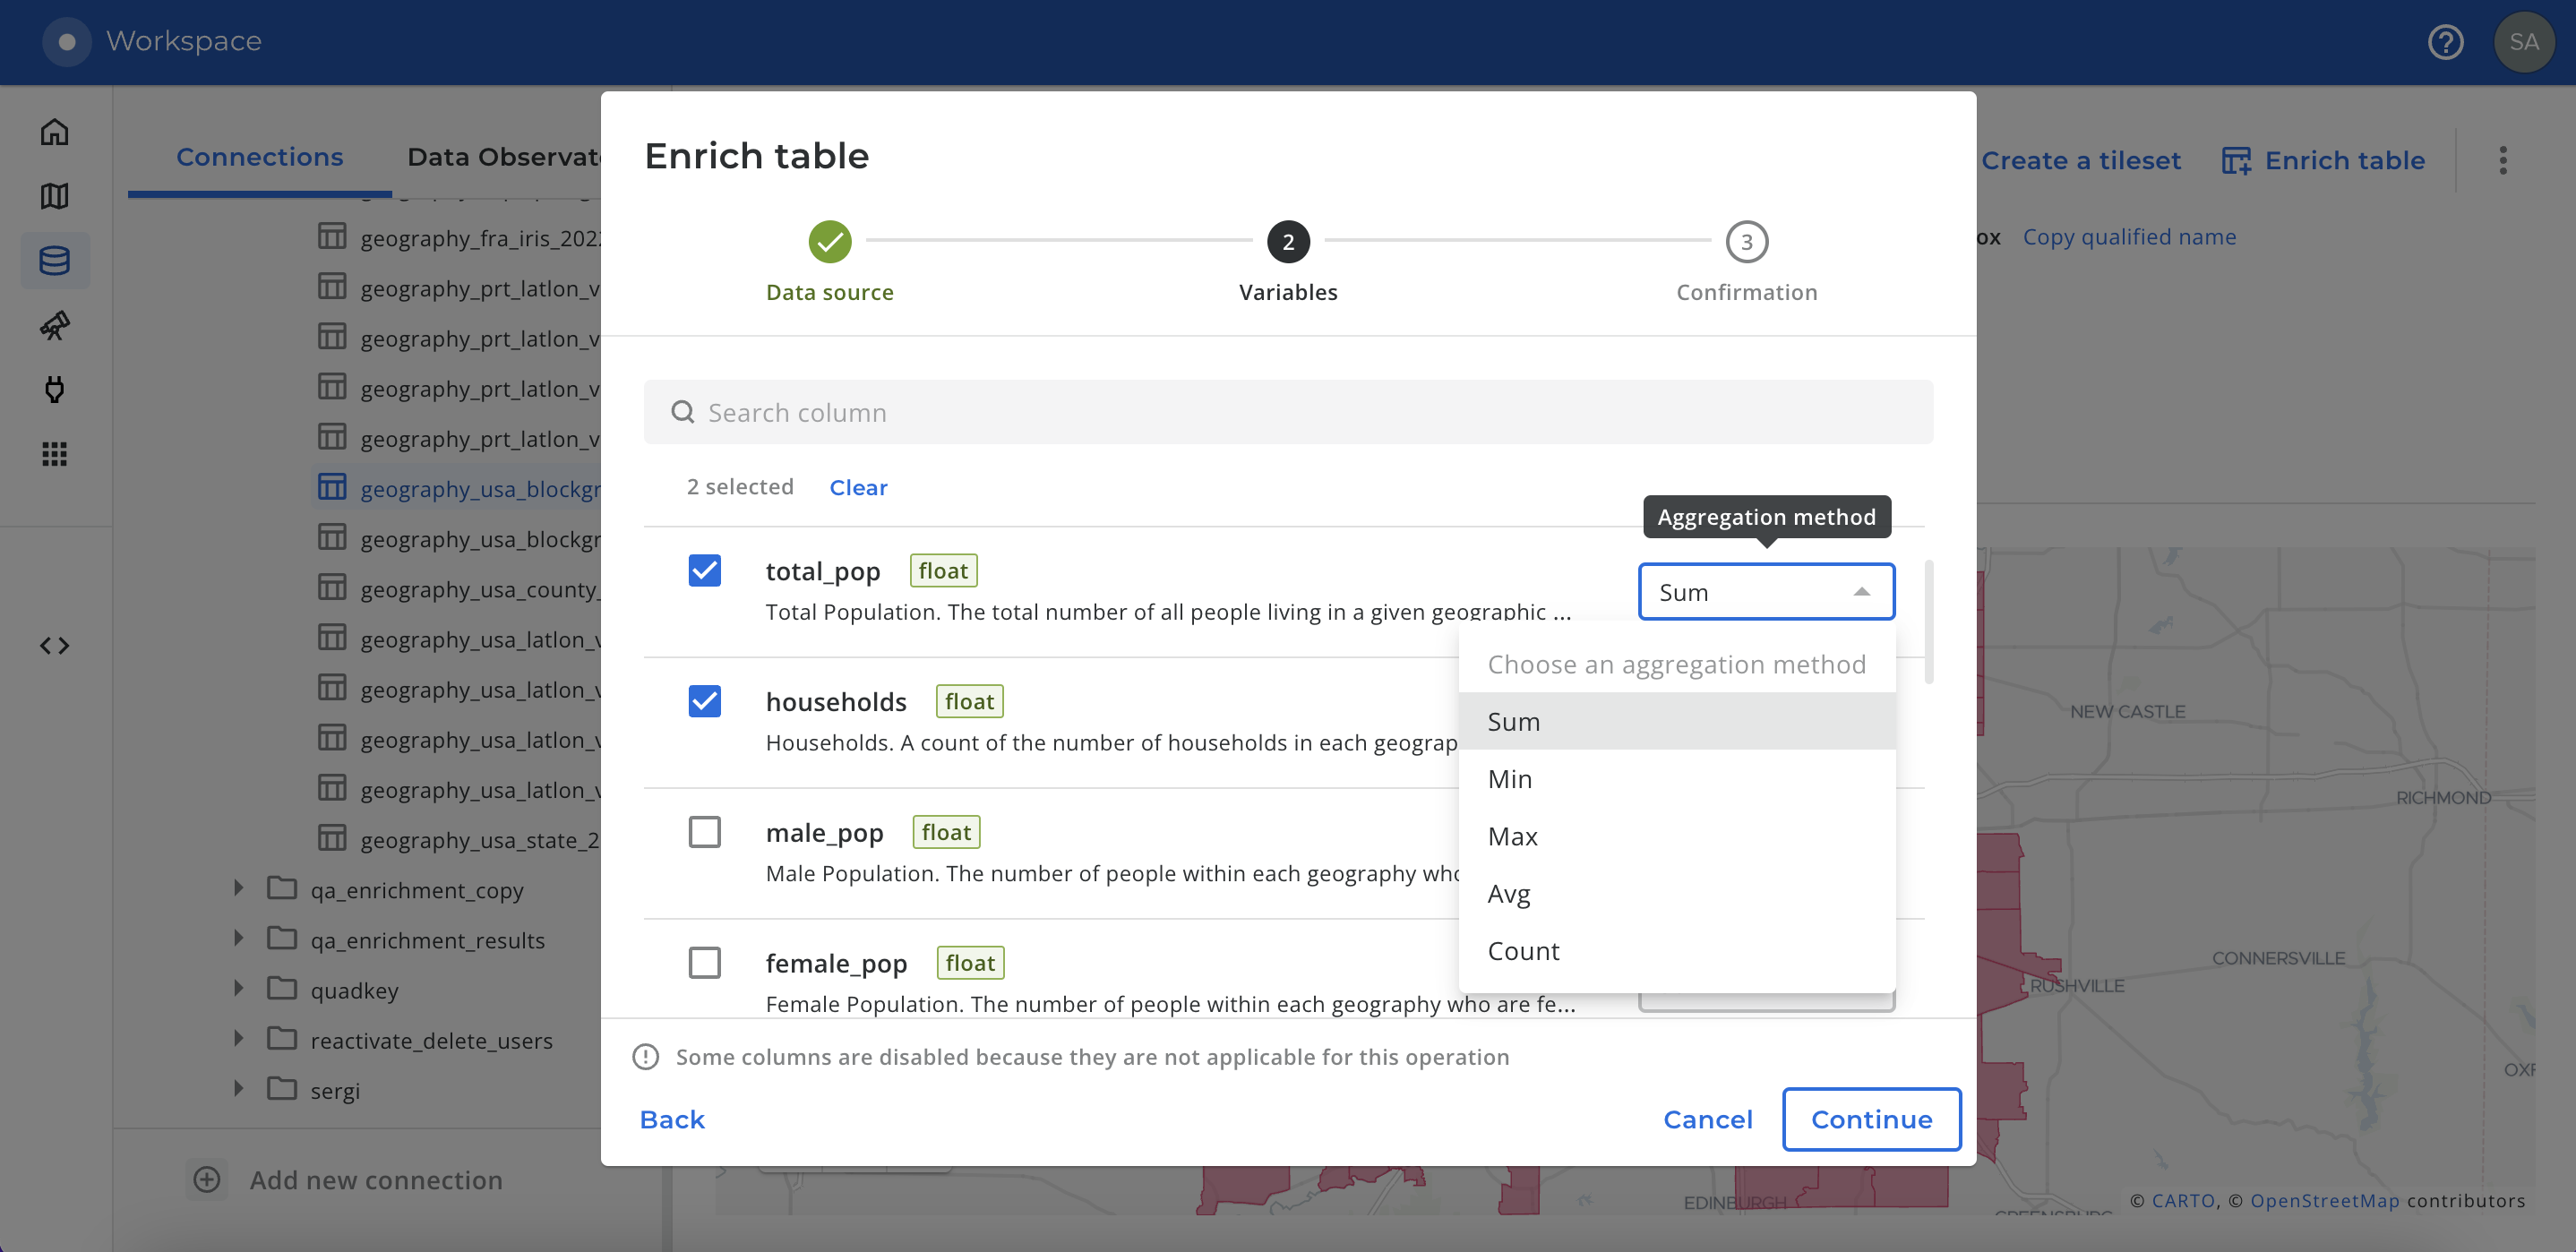 Workspace
SA
Connections
Data Observat
Create a tileset
Enrich table
ox
Copy qualified name
geography_fra_iris_202
geography_prt_latlon_v
geography_prt_latlon_v
geography_prt_latlon_v
geography_usa_blockgr
geography_usa_blockgr
geography_usa_county_
geography_usa_latlon_v
geography_usa_latlon_v
geography_usa_latlon_v
geography_usa_latlon_v
geography_usa_state_2
qa_enrichment_copy
qa_enrichment_results
quadkey
reactivate_delete_users
sergi
Add new connection
Enrich table
2
3
Data source
Variables
Confirmation
Search column
2 selected
Clear
Aggregation method
total_pop
float
Total Population. The total number of all people living in a given geographic ...
Sum
households
float
Households. A count of the number of households in each geograp
male_pop
float
Male Population. The number of people within each geography who
female_pop
float
Female Population. The number of people within each geography who are fe...
Choose an aggregation method
Sum
Min
Max
Avg
Count
Some columns are disabled because they are not applicable for this operation
Back
Cancel
Continue
NEW CASTLE
RICHMOND
CONNERSVILLE
RUSHVILLE
OXF
EDINBURGH
GREENSBURG
© CARTO, © OpenStreetMap contributors